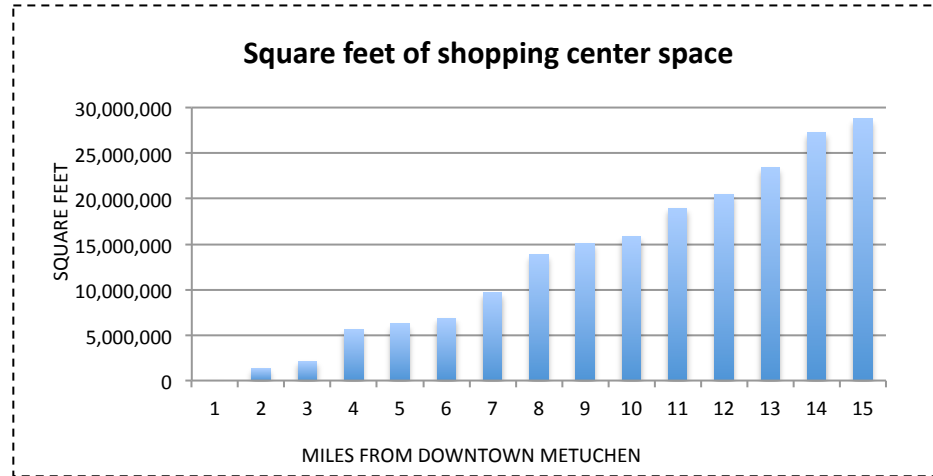 Square feet of shopping center space
30,000,000
25,000,000
20,000,000
15,000,000
10,000,000
5,000,000
0
SQUARE FEET
1 2 3 4 5 6 7 8 9 10 11 12 13 14 15
MILES FROM DOWNTOWN METUCHEN